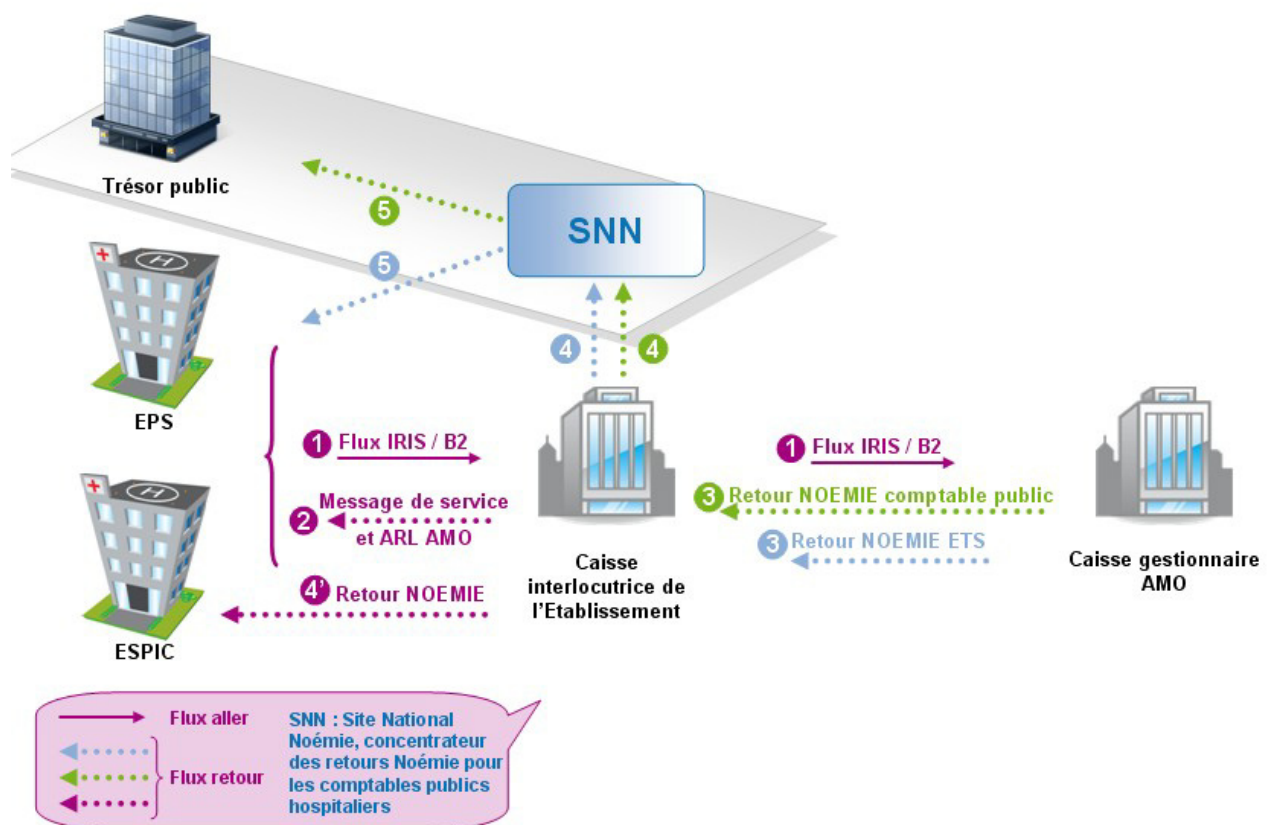 Trésor public
SNN
5
5
4
4
H
EPS
1 Flux IRIS / B2
1 Flux IRIS / B2
Message de service
2
et ARL AMO
3 Retour NOEMIE comptable public
3 Retour NOEMIE ETS
H
4' Retour NOEMIE
ESPIC
Caisse
interlocutrice de
l'Etablissement
Caisse gestionnaire
AMO
Flux aller
Flux retour
SNN : Site National
Noémie, concentrateur
des retours Noémie pour
les comptables publics
hospitaliers